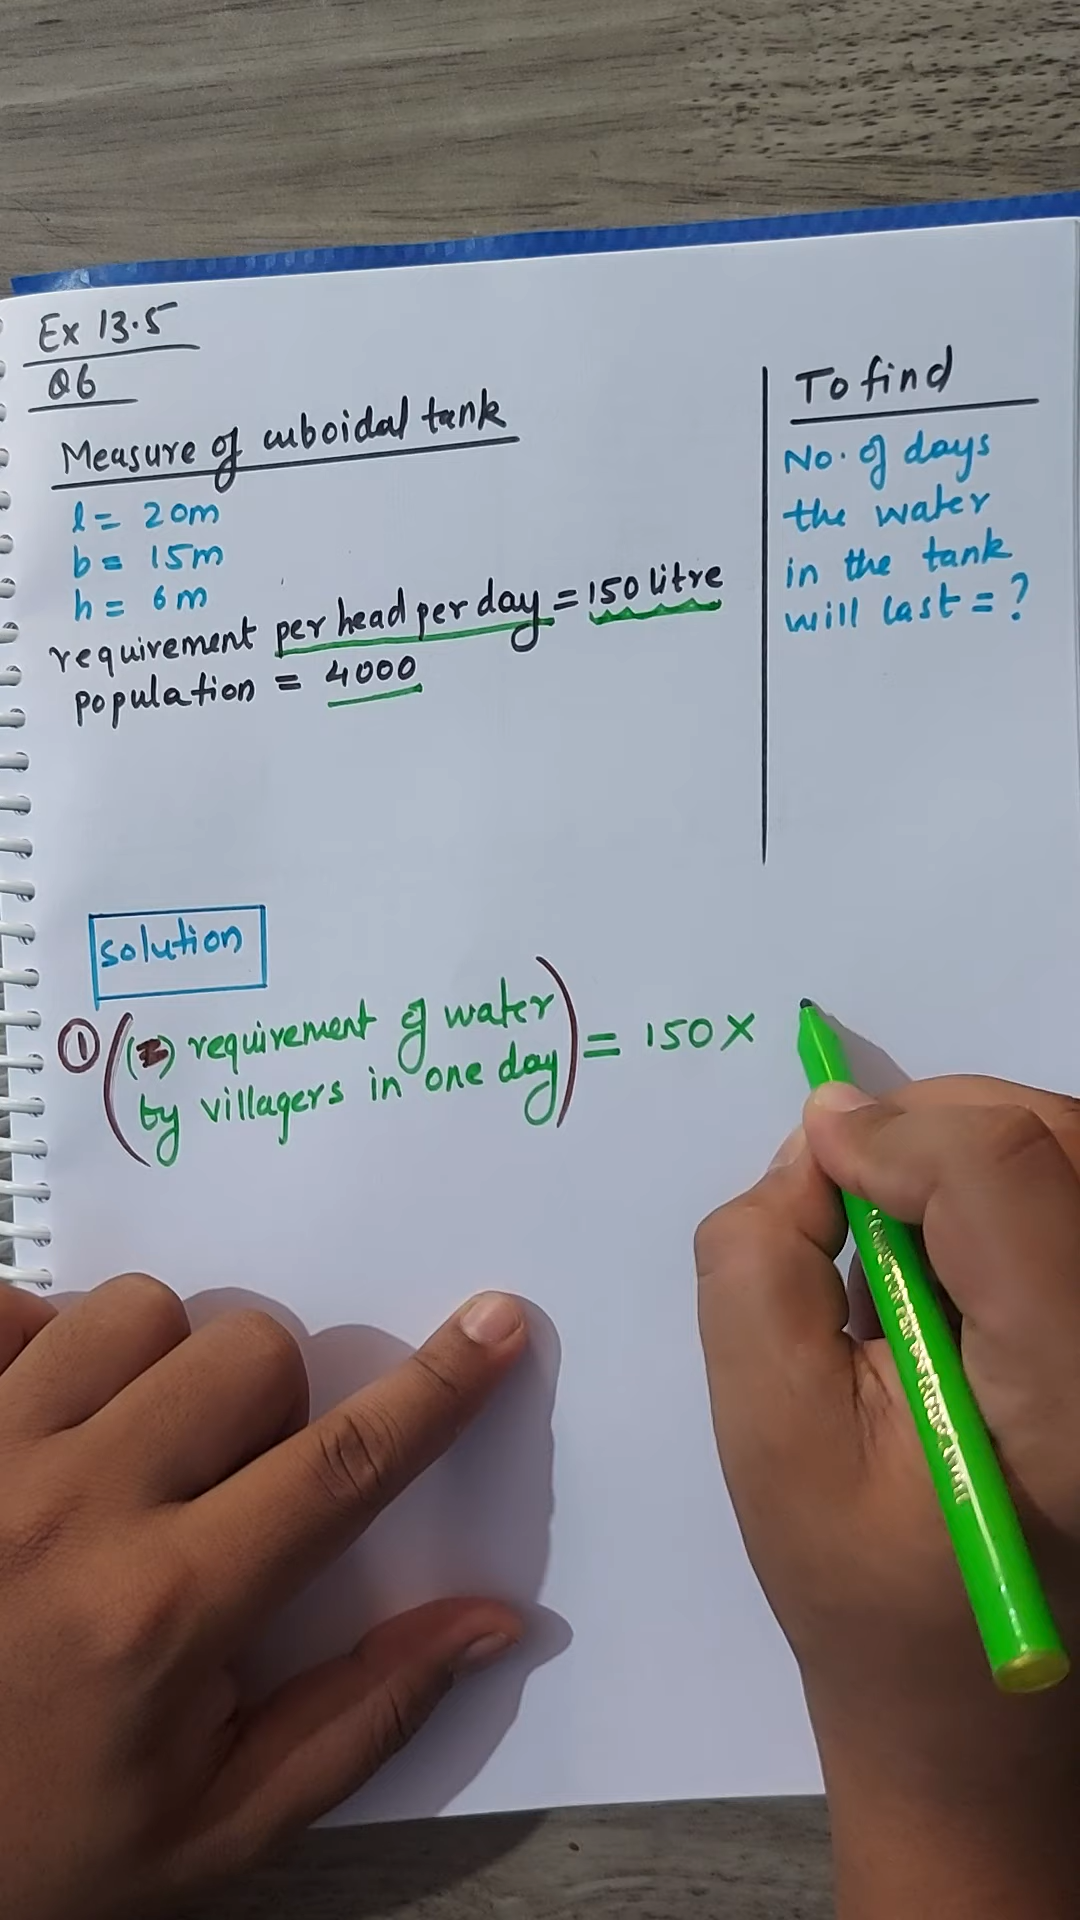 Ex 13.5
Q6
Measure of cuboidal tank
l = 20m
b = 15m
h = 6m
requirement per head per day = 150 litre
population = 4000
To find
No. of days
the water
in the tank
will last = ?
solution
① requirement of water
by villagers in one day = 150 ×